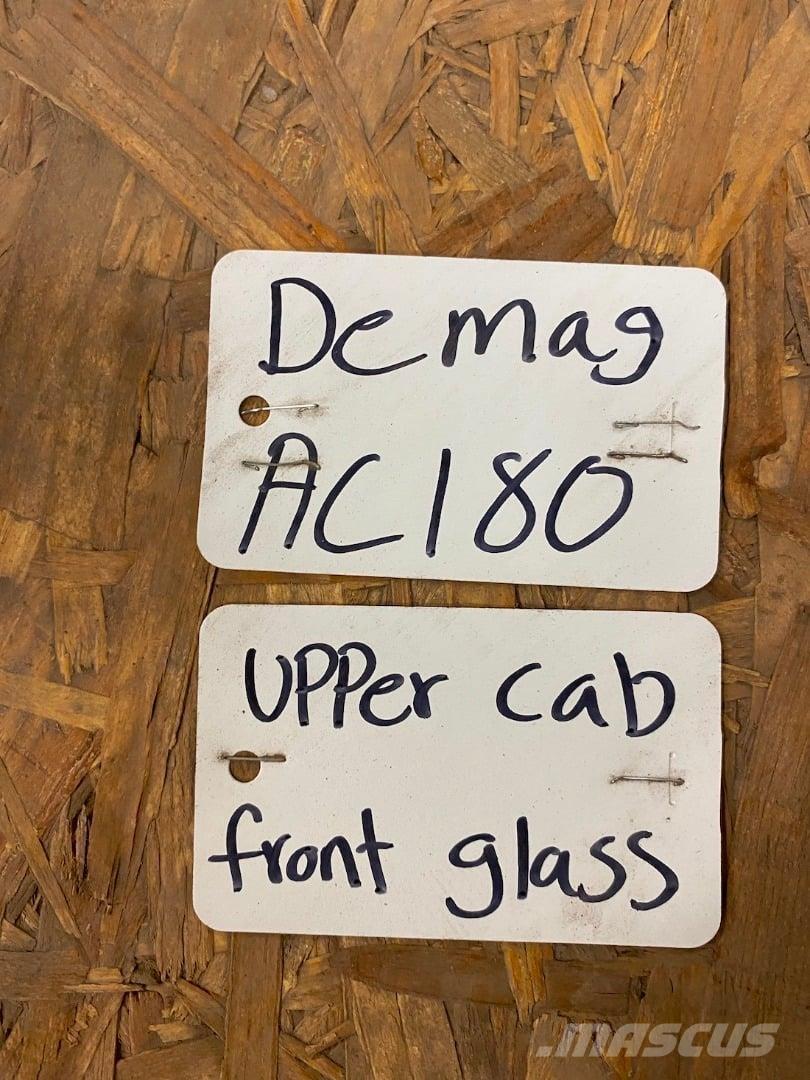 Demag
AC180
UPPer cab
front glass
.MASCUS